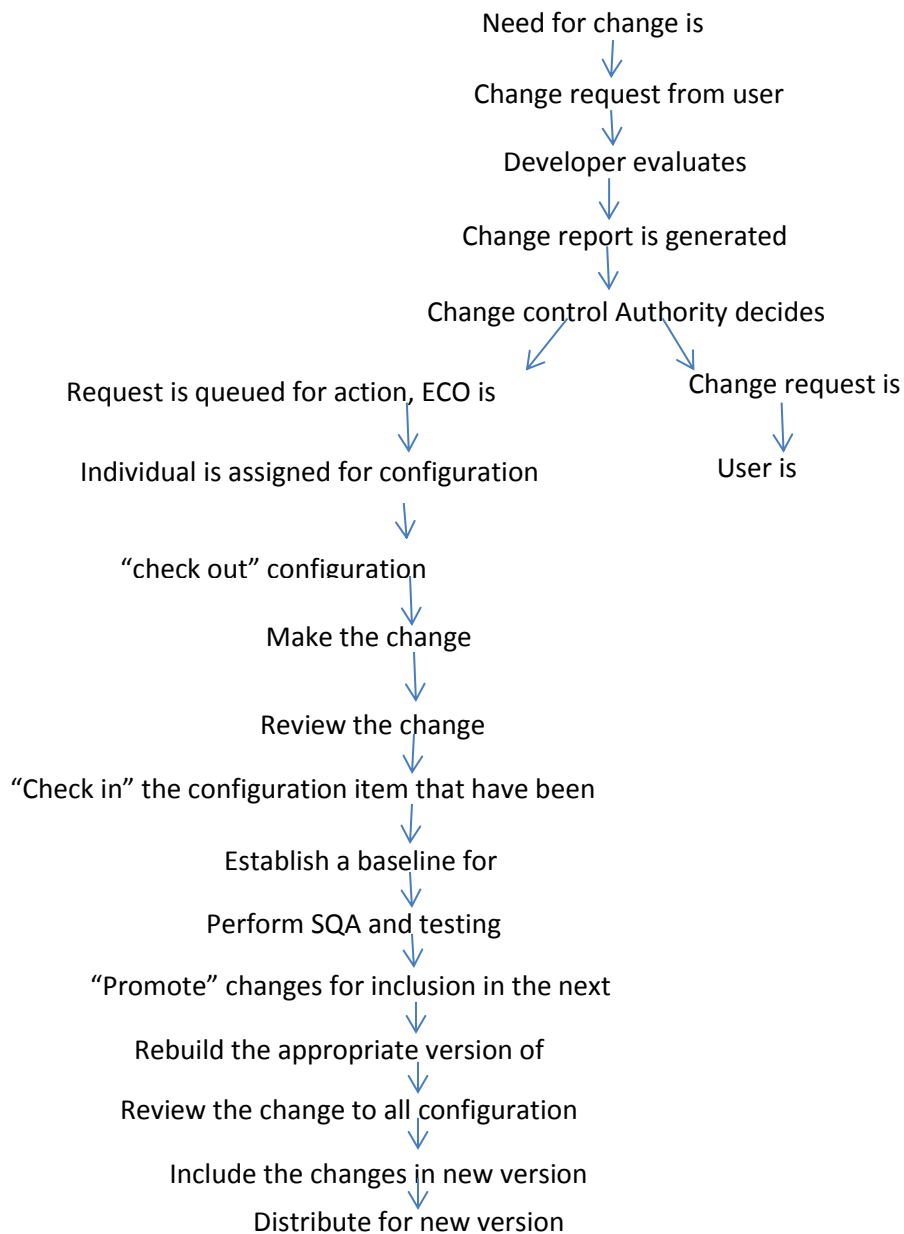 Need for change is
Change request from user
Developer evaluates
Change report is generated
Change control Authority decides
Request is queued for action, ECO is
Change request is
Individual is assigned for configuration
User is
“check out” configuration
Make the change
Review the change
“Check in” the configuration item that have been
Establish a baseline for
Perform SQA and testing
“Promote” changes for inclusion in the next
Rebuild the appropriate version of
Review the change to all configuration
Include the changes in new version
Distribute for new version